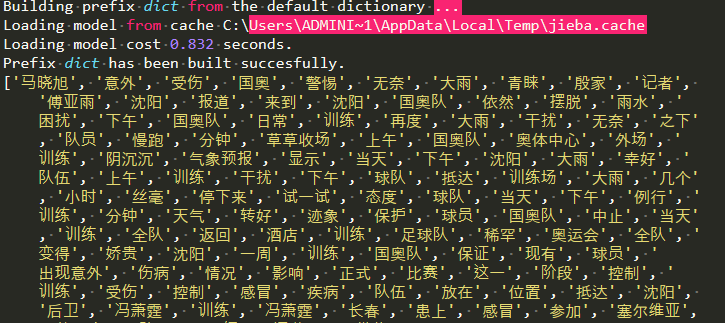 Building prefix dict from the default dictionary ...
Loading model from cache C:\Users\ADMINI~1\AppData\Local\Temp\jieba.cache
Loading model cost 0.832 seconds.
Prefix dict has been built succesfully.
['马晓旭', '意外', '受伤', '国奥', '警惕', '无奈', '大雨', '青睐', '殷家', '记者',
'傅亚雨', '沈阳', '报道', '来到', '沈阳', '国奥队', '依然', '摆脱', '雨水', '
困扰', '下午', '国奥队', '日常', '训练', '再度', '大雨', '干扰', '无奈', '之下'
, '队员', '慢跑', '分钟', '草草收场', '上午', '国奥队', '奥体中心', '外场', '
训练', '阴沉沉', '气象预报', '显示', '当天', '下午', '沈阳', '大雨', '幸好', '
队伍', '上午', '训练', '干扰', '下午', '球队', '抵达', '训练场', '大雨', '几个'
, '小时', '丝毫', '停下来', '试一试', '态度', '球队', '当天', '下午', '例行', '
训练', '分钟', '天气', '转好', '迹象', '保护', '球员', '国奥队', '中止', '当天'
, '训练', '全队', '返回', '酒店', '训练', '足球队', '稀罕', '奥运会', '全队', '
变得', '娇贵', '沈阳', '一周', '训练', '国奥队', '保证', '现有', '球员', '
出现意外', '伤病', '情况', '影响', '正式', '比赛', '这一', '阶段', '控制', '
训练', '受伤', '控制', '感冒', '疾病', '队伍', '放在', '位置', '抵达', '沈阳', 
'后卫', '冯萧霆', '训练', '冯萧霆', '长春', '患上', '感冒', '参加', '塞尔维亚',